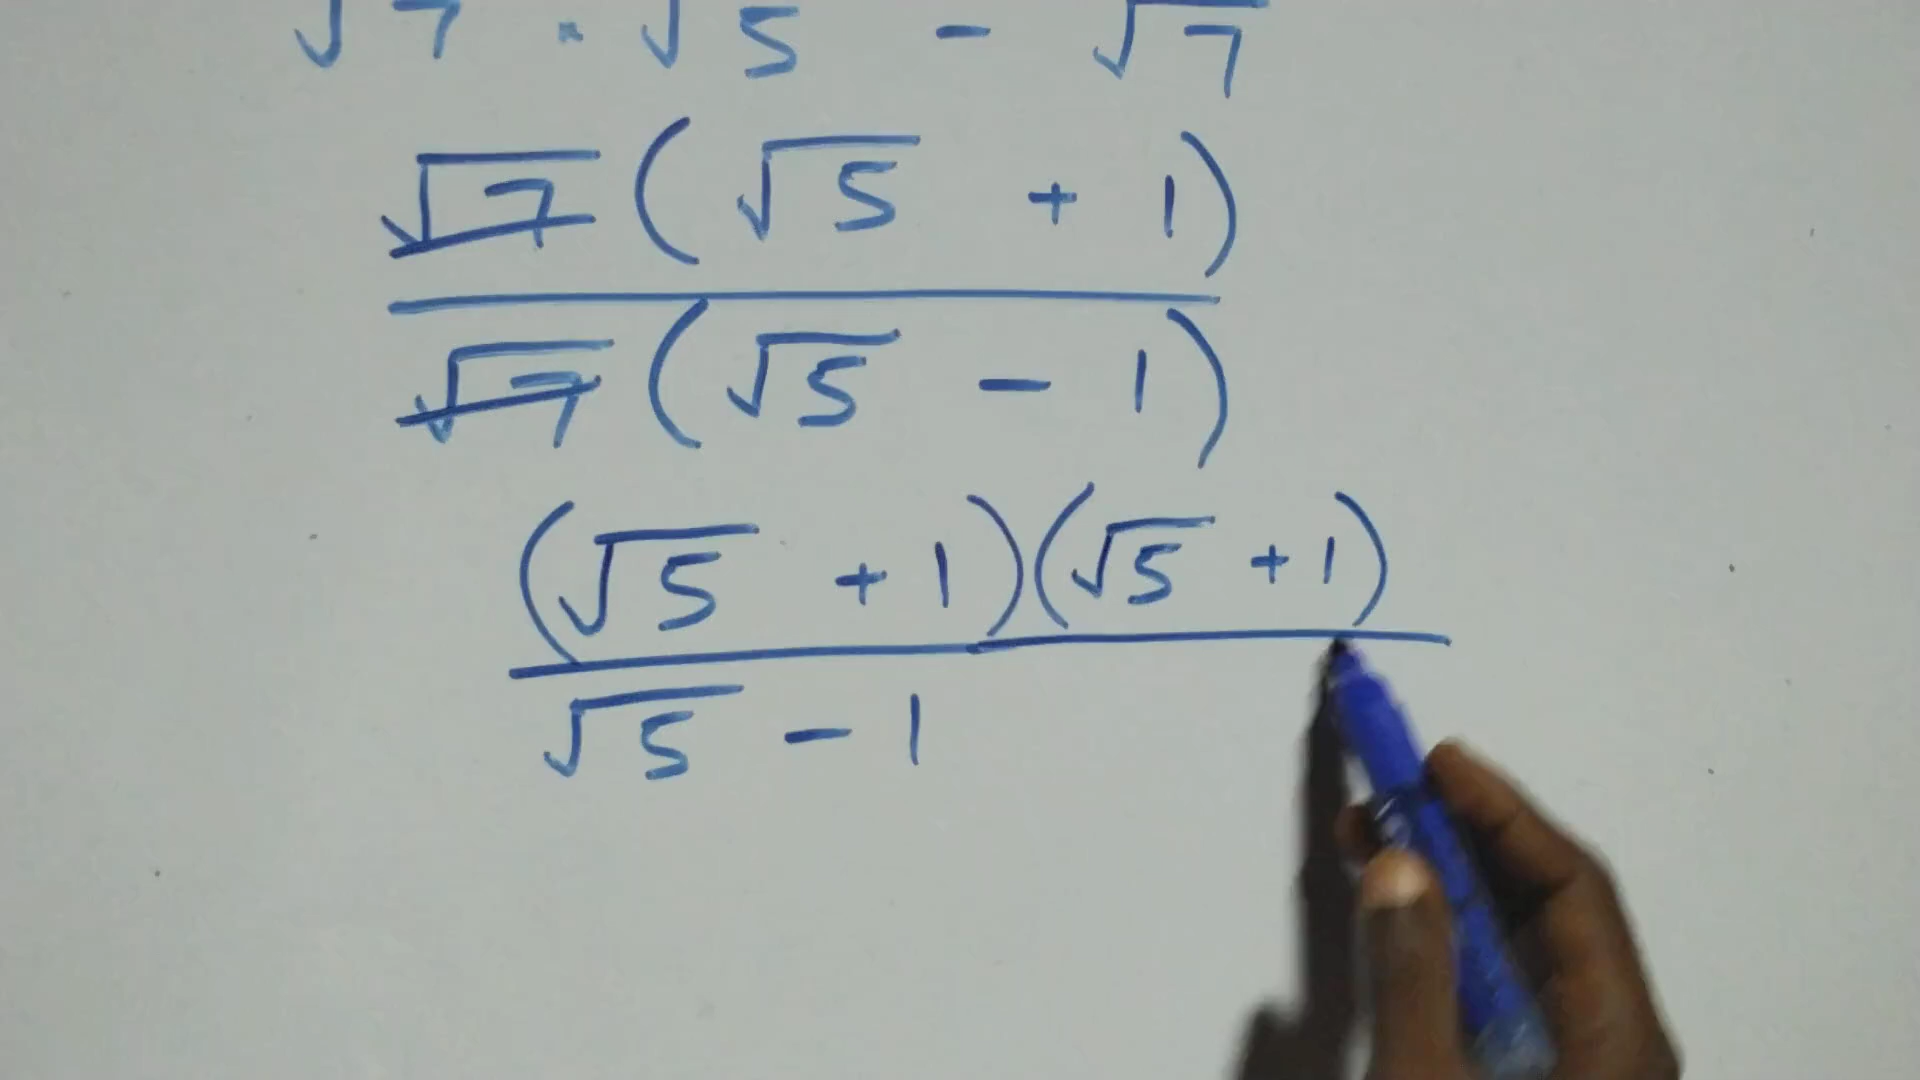 √7 · √5 - √7
√7 (√5 + 1)
√7 (√5 - 1)
(√5 + 1)(√5 + 1)
√5 - 1